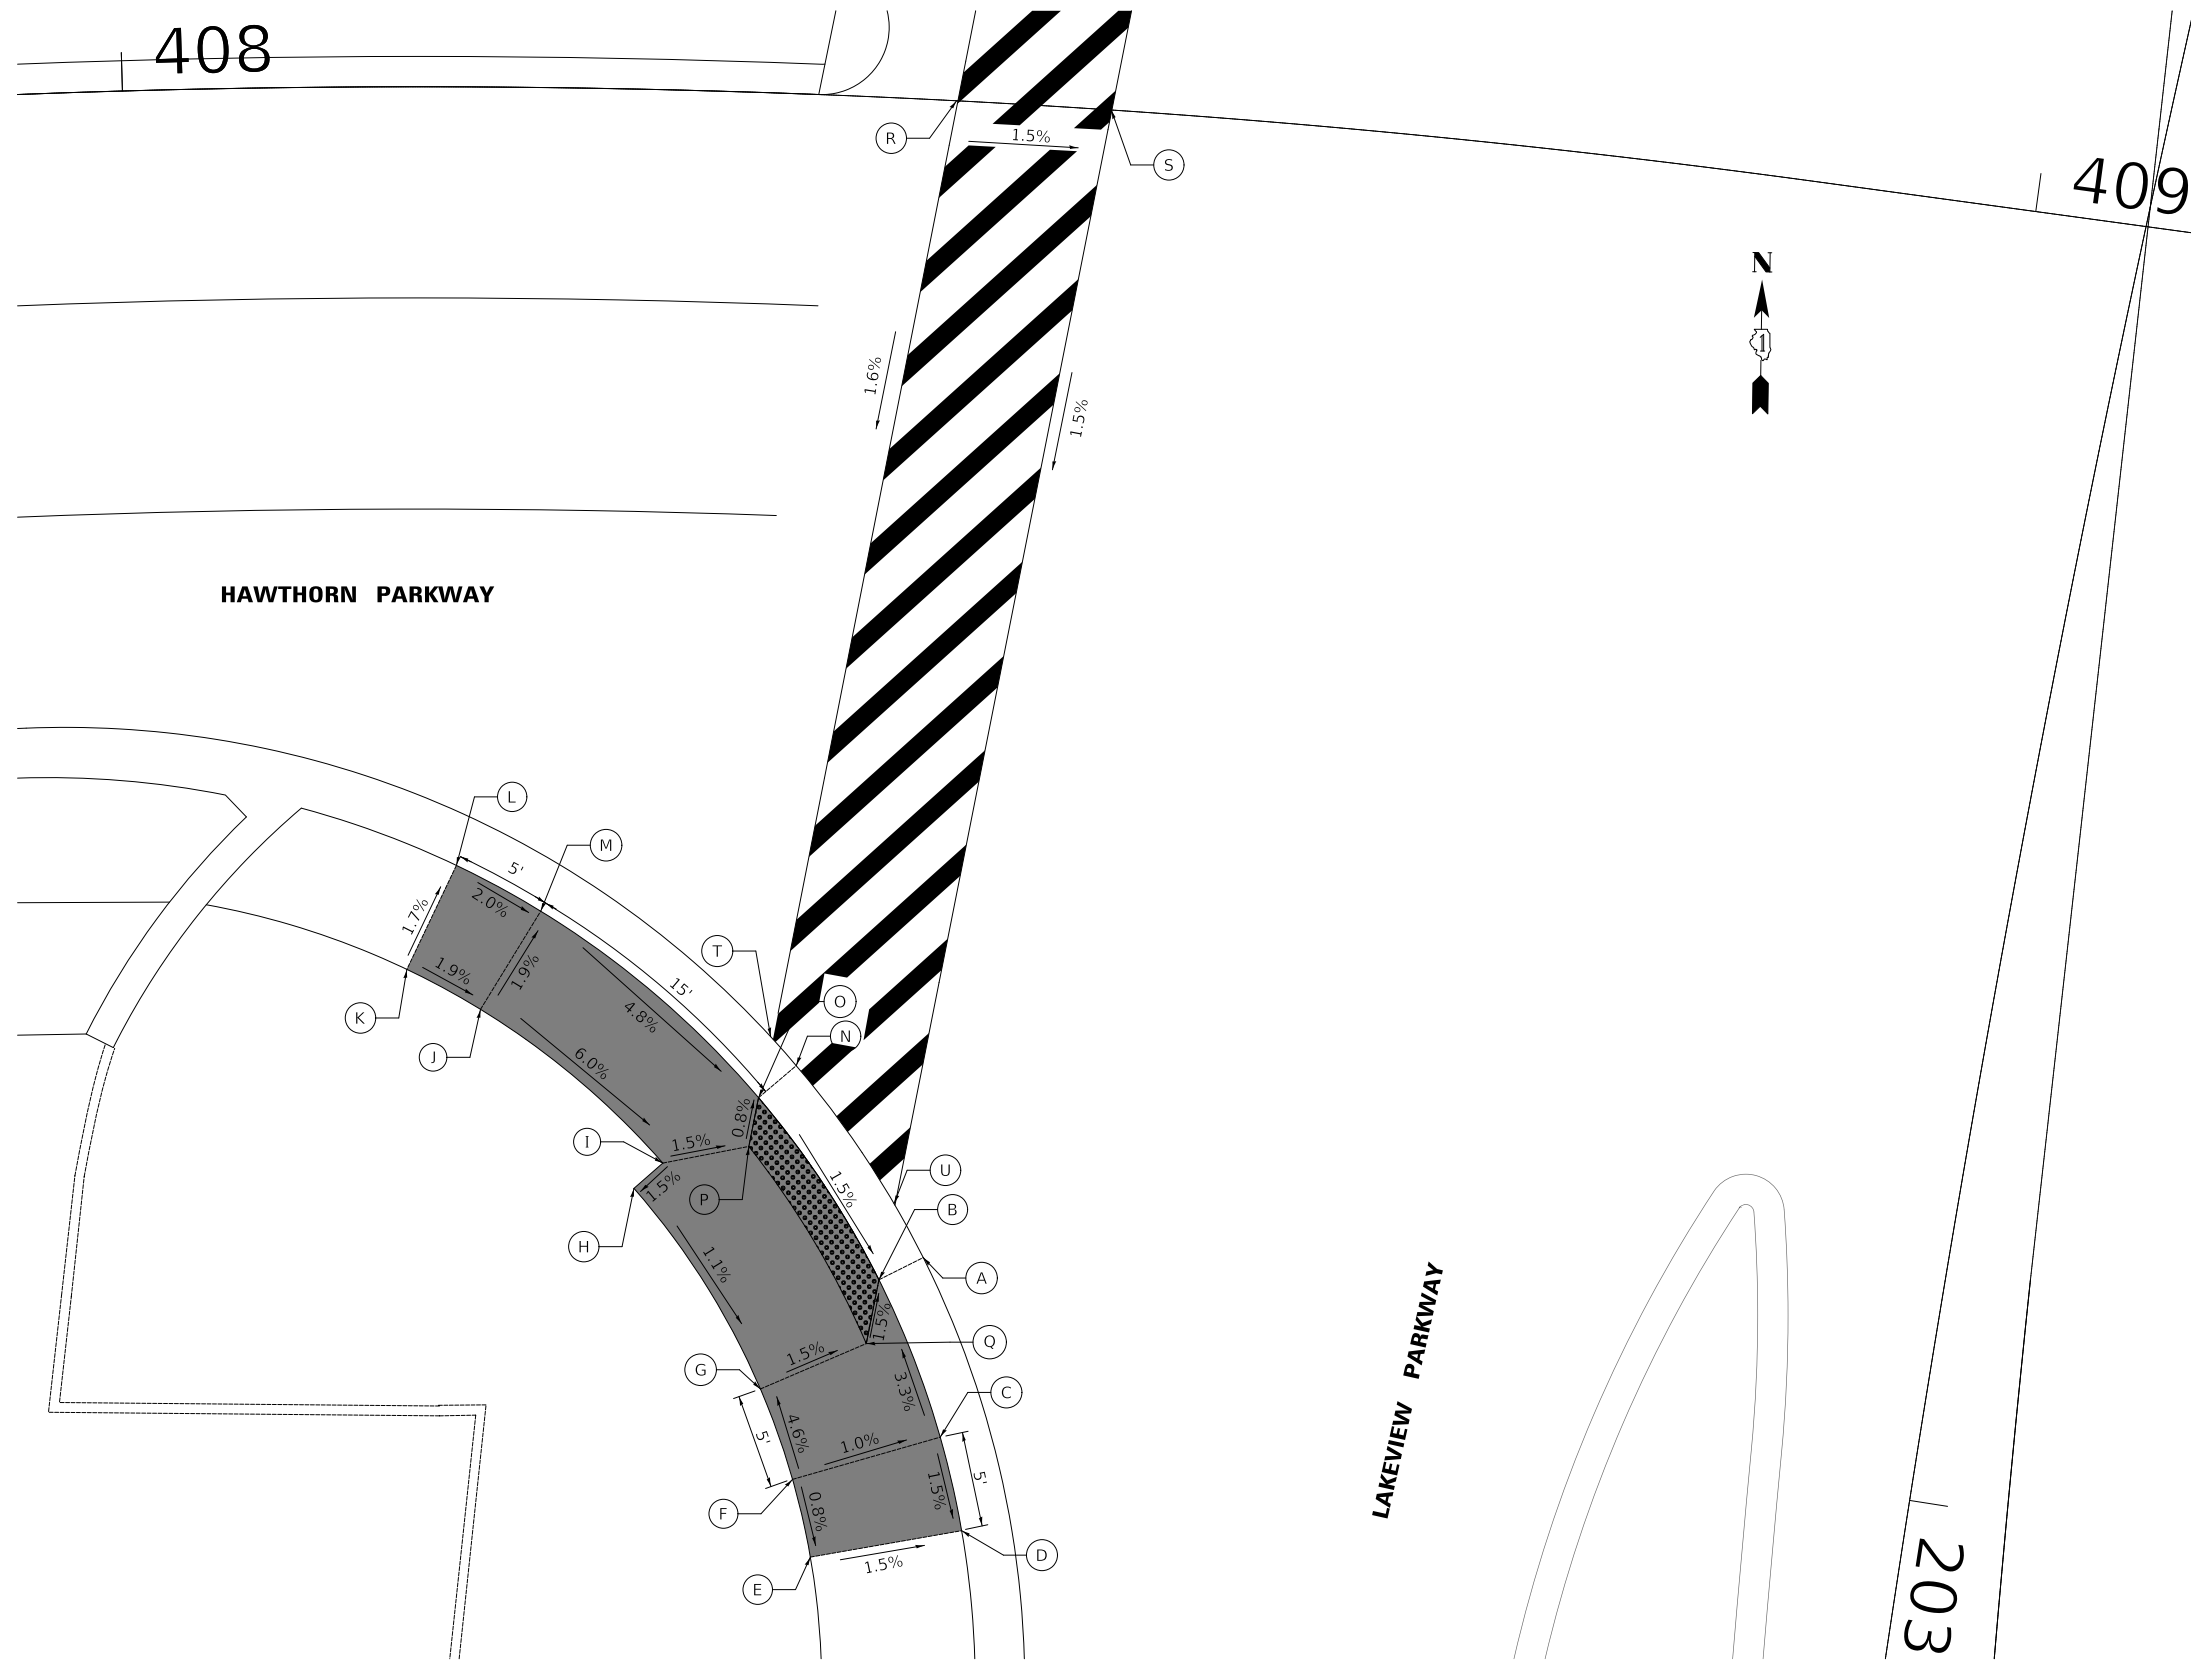 408
409
R
1.5%
S
N
1
1.6%
1.5%
HAWTHORN PARKWAY
L
M
5'
2.0%
1.7%
1.9%
1.9%
T
15'
4.8%
O
N
K
J
6.0%
0.8%
I
1.5%
1.5%
P
1.5%
U
B
H
1.1%
A
1.5%
Q
G
1.5%
3.3%
C
5'
4.6%
1.0%
1.5%
5'
F
0.8%
D
1.5%
E
LAKEVIEW PARKWAY
203